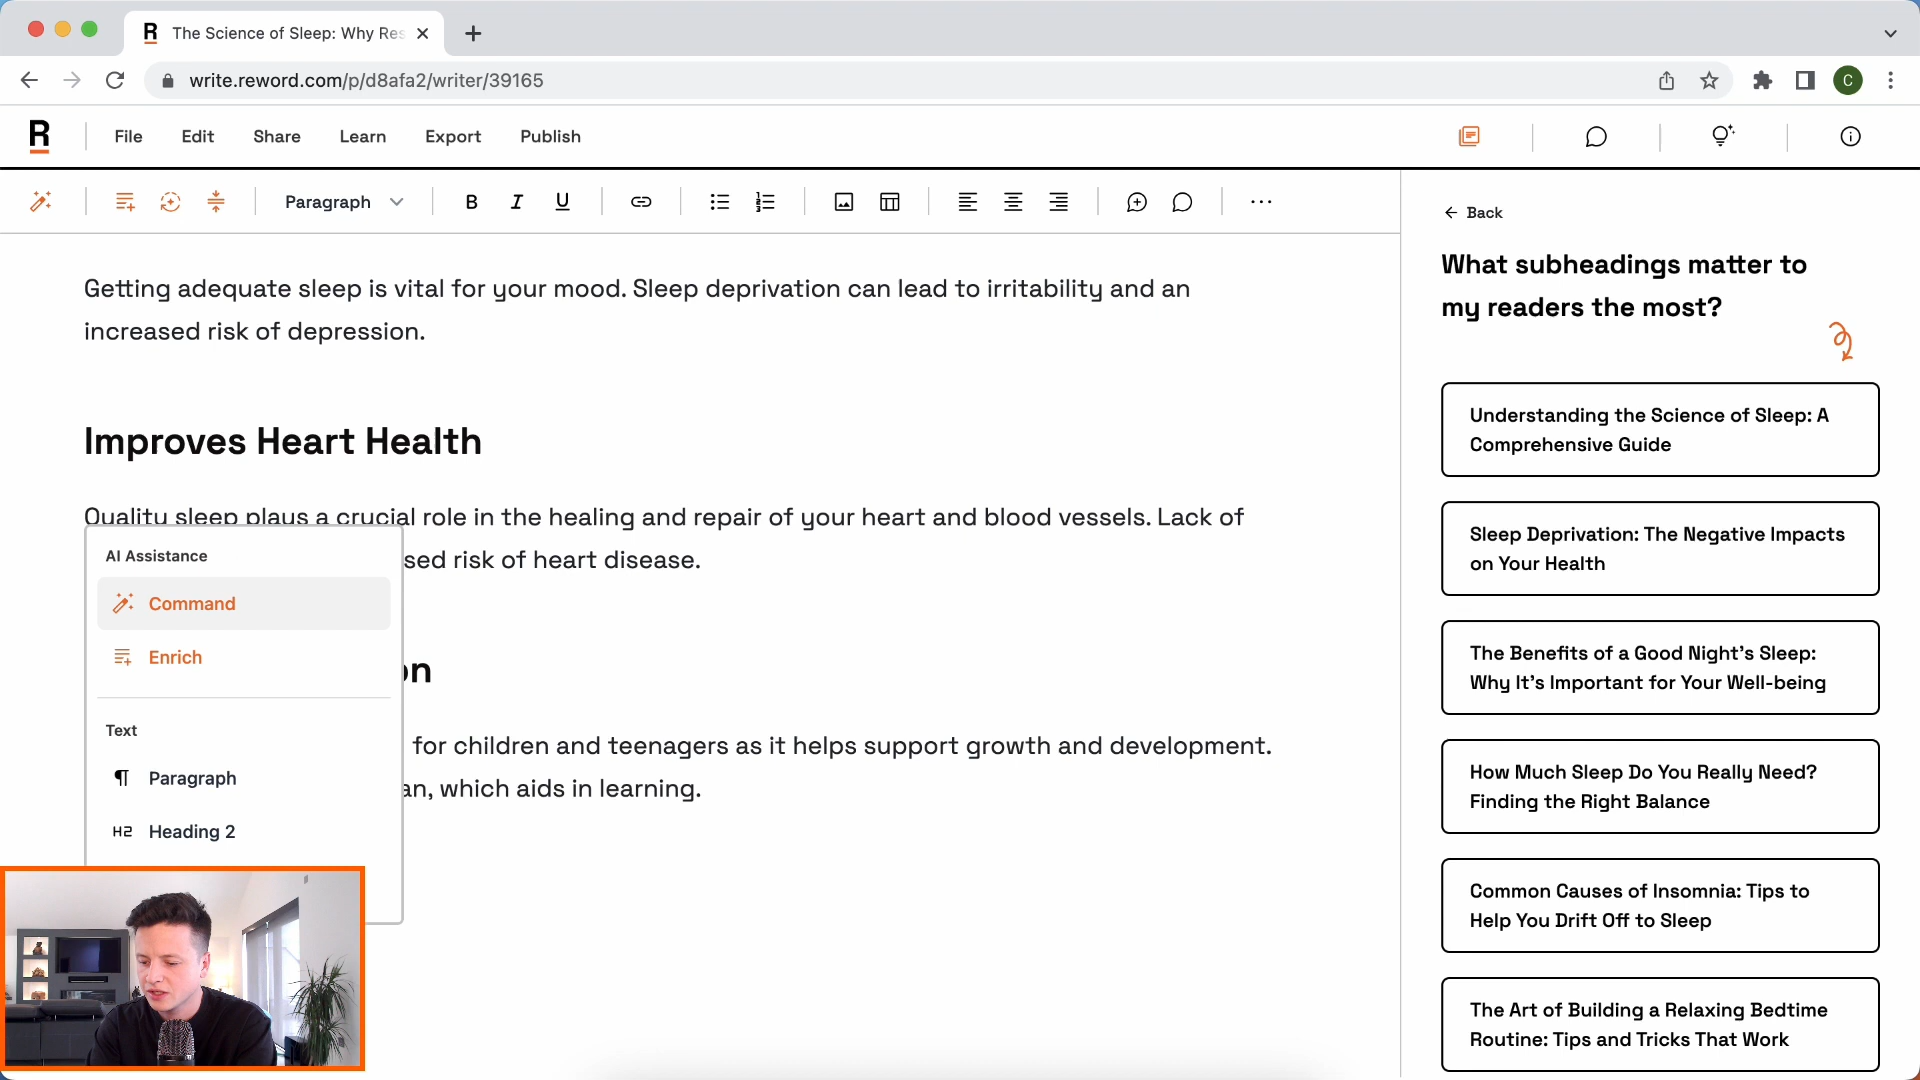 R The Science of Sleep: Why Res
write.reword.com/p/d8afa2/writer/39165
C
R File Edit Share Learn Export Publish
Paragraph B I U
Getting adequate sleep is vital for your mood. Sleep deprivation can lead to irritability and an
increased risk of depression.
Improves Heart Health
Quality sleep plays a crucial role in the healing and repair of your heart and blood vessels. Lack of
sed risk of heart disease.
on
for children and teenagers as it helps support growth and development.
an, which aids in learning.
AI Assistance
Command
Enrich
Text
Paragraph
H2 Heading 2
Back
What subheadings matter to
my readers the most?
Understanding the Science of Sleep: A
Comprehensive Guide
Sleep Deprivation: The Negative Impacts
on Your Health
The Benefits of a Good Night's Sleep:
Why It's Important for Your Well-being
How Much Sleep Do You Really Need?
Finding the Right Balance
Common Causes of Insomnia: Tips to
Help You Drift Off to Sleep
The Art of Building a Relaxing Bedtime
Routine: Tips and Tricks That Work